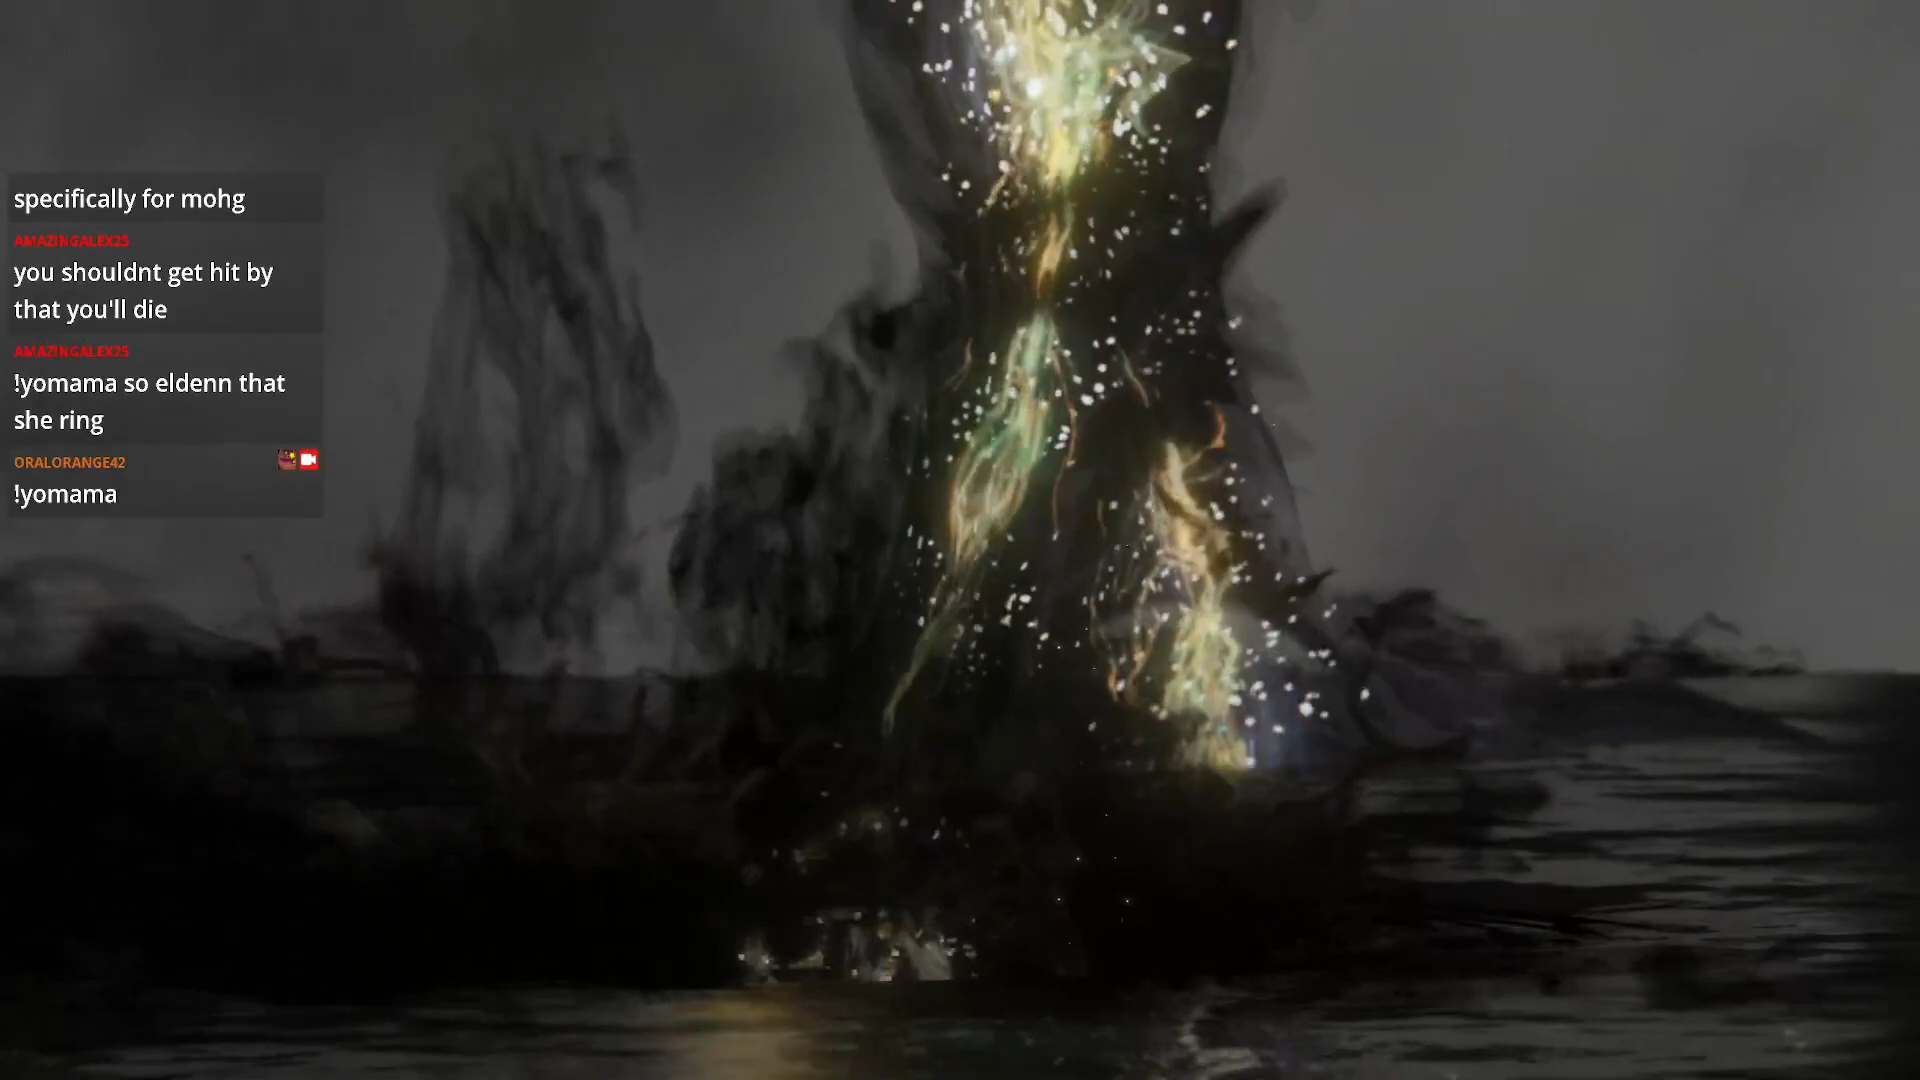 specifically for mohg
AMAZINGALEX25
you shouldnt get hit by
that you'll die
AMAZINGALEX25
!yomama so eldenn that
she ring
ORALORANGE42
!yomama